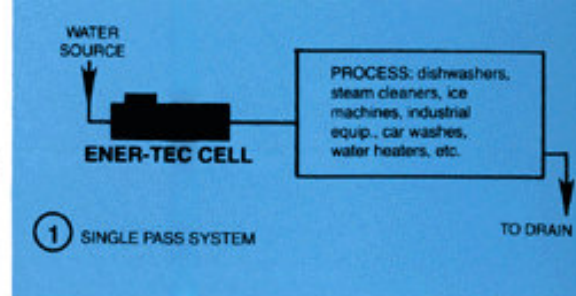 WATER
SOURCE
ENER-TEC CELL
PROCESS: dishwashers,
steam cleaners, ice
machines, industrial
equip., car washes,
water heaters, etc.
TO DRAIN
1 SINGLE PASS SYSTEM